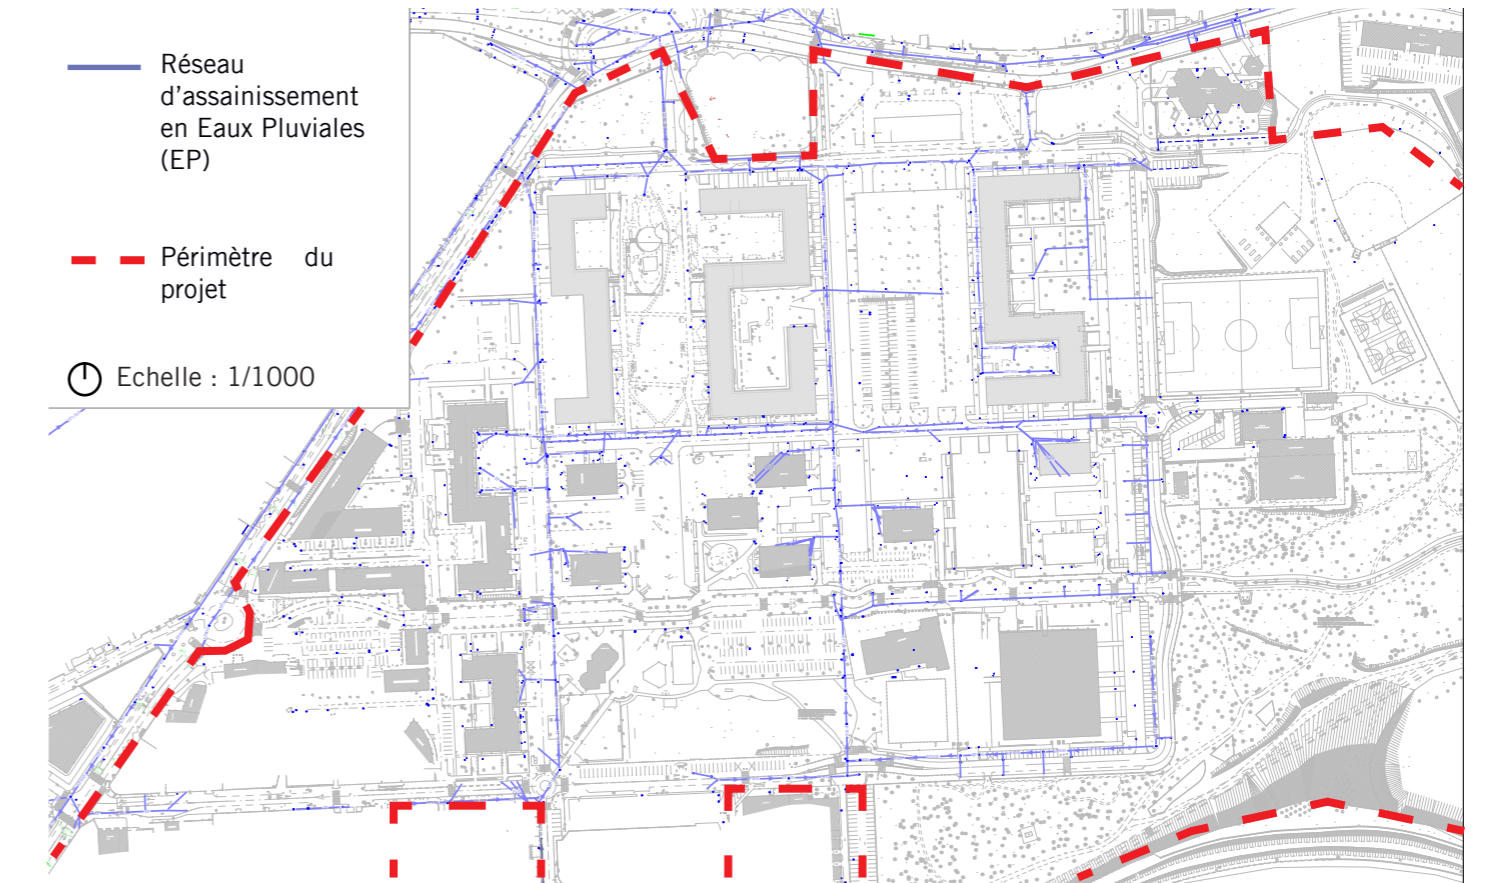 Réseau
d'assainissement
en Eaux Pluviales
(EP)
Périmètre du
projet
Echelle : 1/1000